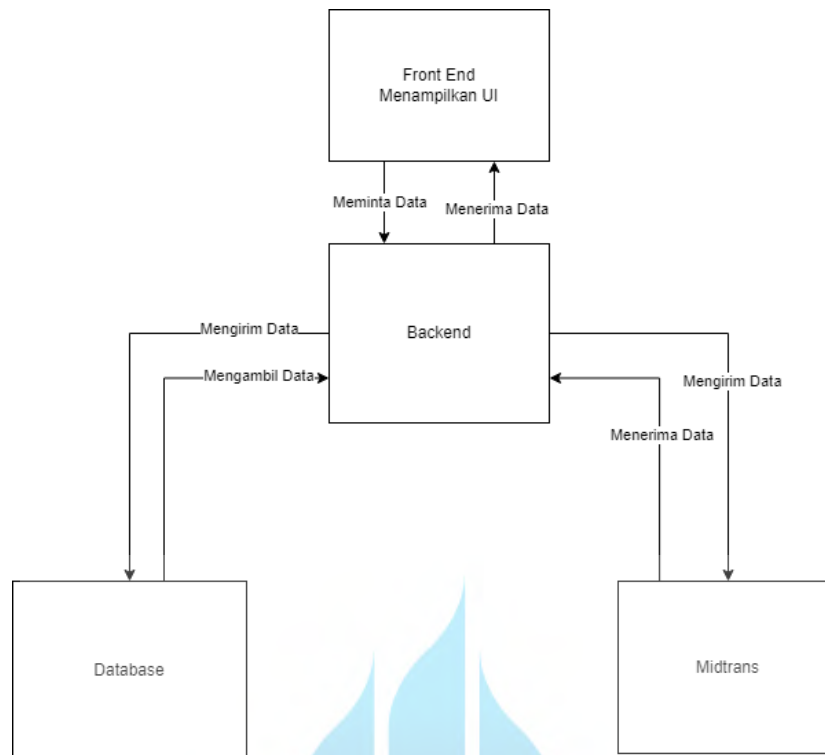 Front End
Menampilkan UI
Meminta Data
Menerima Data
Backend
Mengirim Data
Mengambil Data
Mengirim Data
Menerima Data
Database
Midtrans